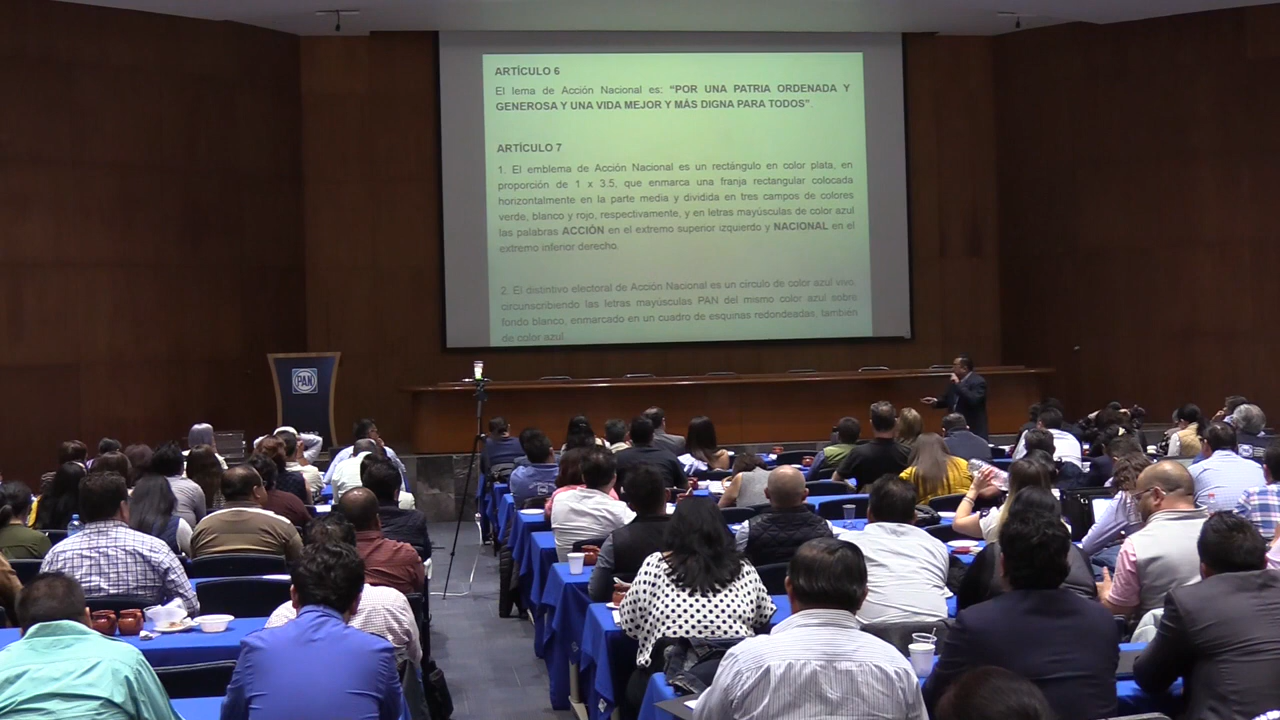 ARTÍCULO 6
El lema de Acción Nacional es: “POR UNA PATRIA ORDENADA Y
GENEROSA Y UNA VIDA MEJOR Y MÁS DIGNA PARA TODOS”.
ARTÍCULO 7
1. El emblema de Acción Nacional es un rectángulo en color plata, en
proporción de 1 x 3.5, que enmarca una franja rectangular colocada
horizontalmente en la parte media y dividida en tres campos de colores
verde, blanco y rojo, respectivamente, y en letras mayúsculas de color azul
las palabras ACCIÓN en el extremo superior izquierdo y NACIONAL en el
extremo inferior derecho.
2. El distintivo electoral de Acción Nacional es un círculo de color azul vivo
circunscribiendo las letras mayúsculas PAN del mismo color azul sobre
fondo blanco, enmarcado en un cuadro de esquinas redondeadas, también
de color azul.
PAN